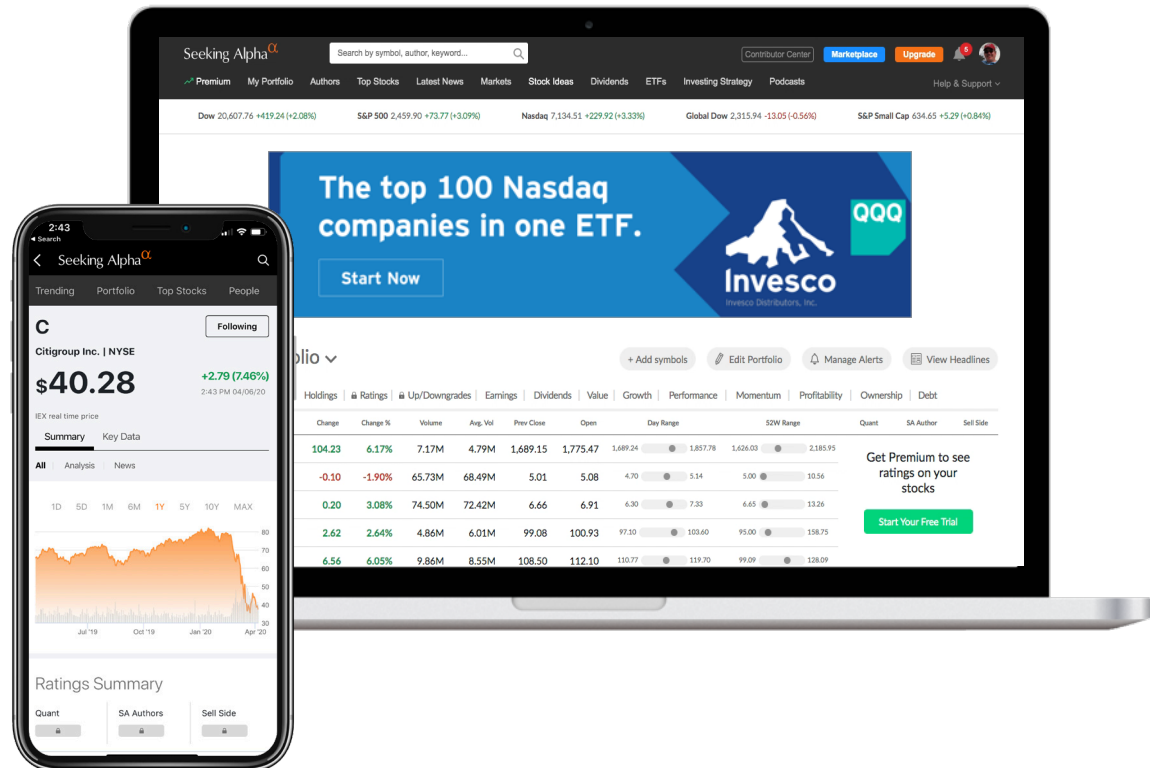 Seeking Alpha α
Search by symbol, author, keyword...
Contributor Center
Marketplace
Upgrade
6
Premium My Portfolio Authors Top Stocks Latest News Markets Stock Ideas Dividends ETFs Investing Strategy Podcasts
Help & Support
Dow 20,607.76 +419.24 (+2.08%) S&P 500 2,459.90 +73.77 (+3.09%) Nasdaq 7,134.51 +229.92 (+3.33%) Global Dow 2,315.94 -13.05 (-0.56%) S&P Small Cap 634.65 +5.29 (+0.84%)
The top 100 Nasdaq
companies in one ETF.
Start Now
QQQ
Invesco
Invesco Distributors, Inc.
olio
+ Add symbols Edit Portfolio Manage Alerts View Headlines
Holdings Ratings Up/Downgrades Earnings Dividends Value Growth Performance Momentum Profitability Ownership Debt
Change Change % Volume Avg. Vol Prev Close Open Day Range 52W Range Quant SA Author Sell Side
104.23 6.17% 7.17M 4.79M 1,689.15 1,775.47 1,689.24 1,857.78 1,626.03 2,185.95
-0.10 -1.90% 65.73M 68.49M 5.01 5.08 4.70 5.14 5.00 10.56
0.20 3.08% 74.50M 72.42M 6.66 6.91 6.30 7.33 6.65 13.26
2.62 2.64% 4.86M 6.01M 99.08 100.93 97.10 103.60 95.00 158.75
6.56 6.05% 9.86M 8.55M 108.50 112.10 110.77 119.70 99.09 128.09
Get Premium to see
ratings on your
stocks
Start Your Free Trial
2:43
Search
Seeking Alpha α
Trending Portfolio Top Stocks People
C
Following
Citigroup Inc. | NYSE
$40.28
+2.79 (7.46%)
2:43 PM 04/06/20
IEX real time price
Summary Key Data
All Analysis News
1D 5D 1M 6M 1Y 5Y 10Y MAX
80
70
60
50
40
30
Jul '19 Oct '19 Jan '20 Apr '20
Ratings Summary
Quant SA Authors Sell Side